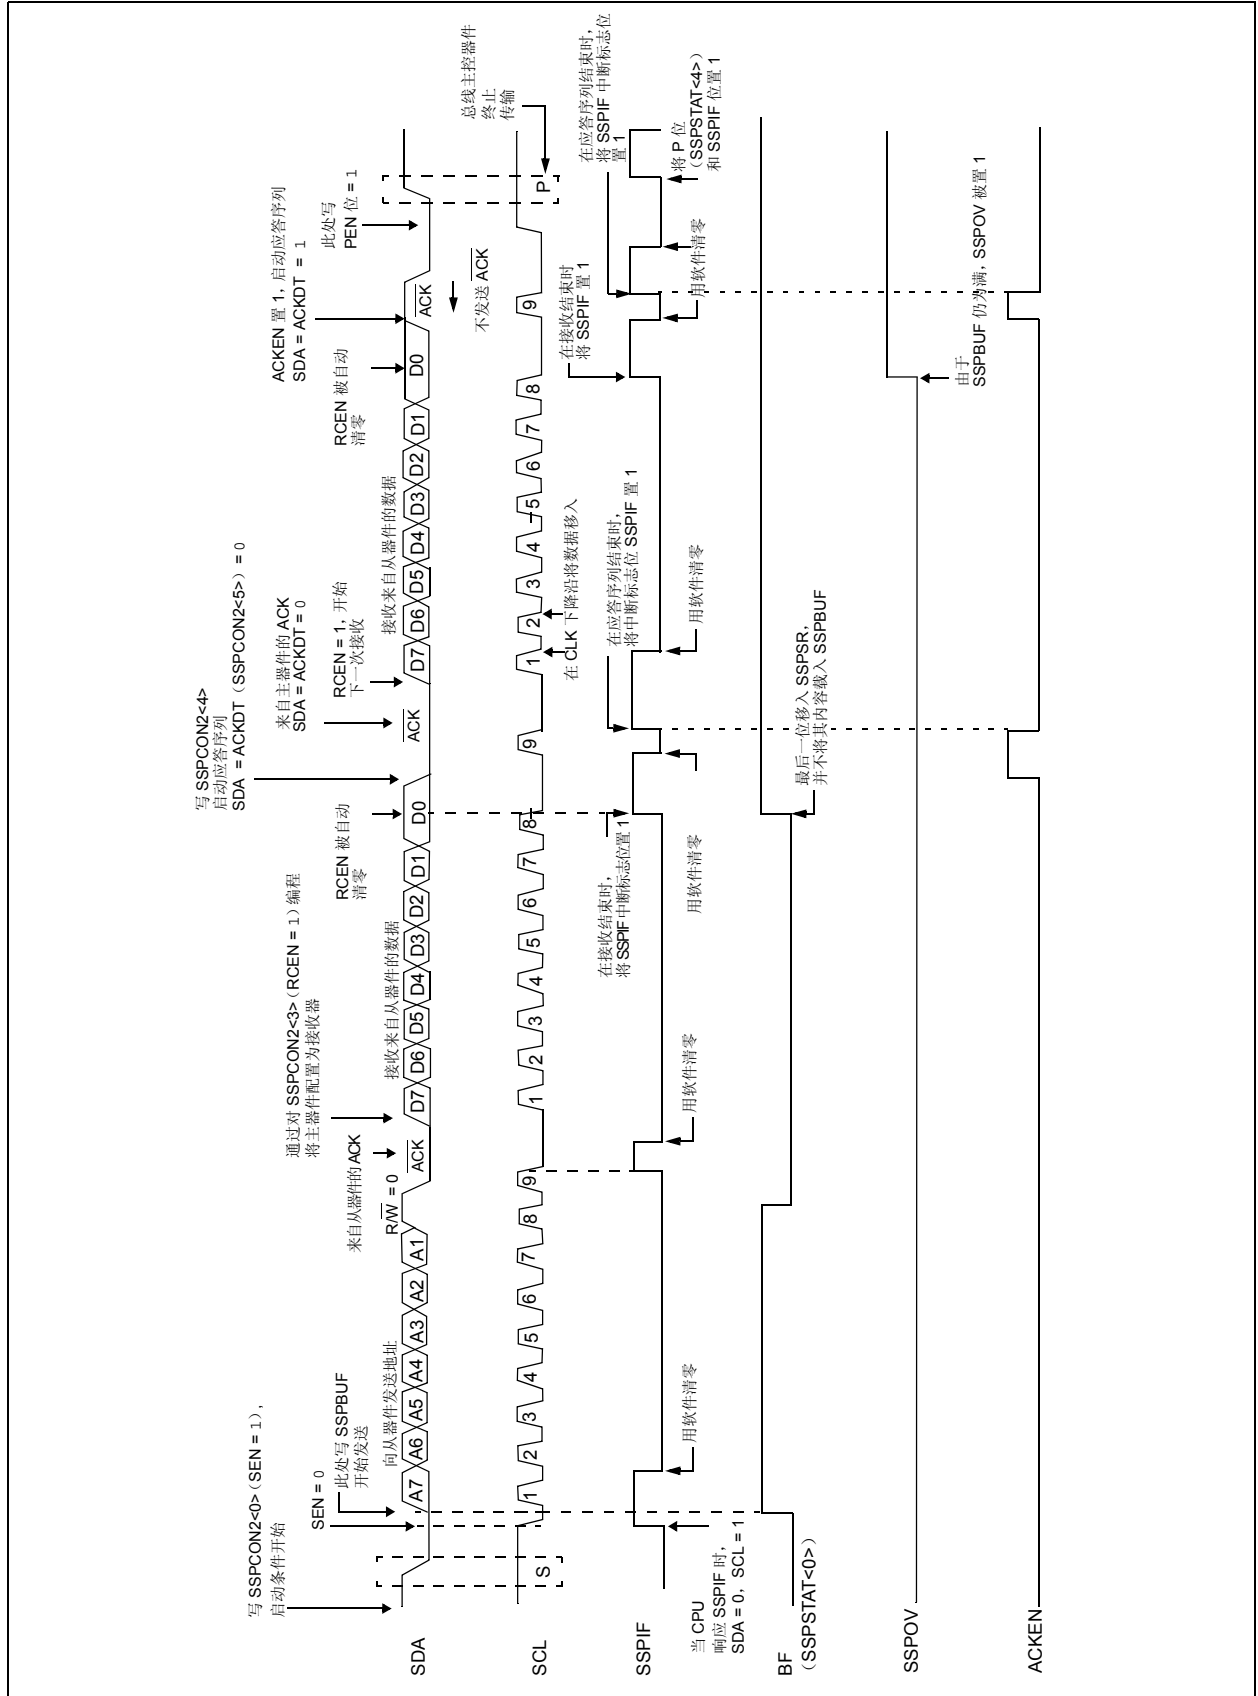 写 SSPCON2<0>(SEN = 1),
启动条件开始
SEN = 0
此处写 SSPBUF
开始发送
向从器件发送地址
R/W = 0
来自从器件的 ACK
通过对 SSPCON2<3>(RCEN = 1)编程
将主器件配置为接收器
接收来自从器件的数据
RCEN 被自动
清零
写 SSPCON2<4>
启动应答序列
SDA = ACKDT(SSPCON2<5>)= 0
来自主器件的 ACK
SDA = ACKDT = 0
RCEN = 1,开始
下一次接收
接收来自从器件的数据
RCEN 被自动
清零
ACKEN 置 1,启动应答序列
SDA = ACKDT = 1
此处写
PEN 位 = 1
SDA
A7 A6 A5 A4 A3 A2 A1 ACK D7 D6 D5 D4 D3 D2 D1 D0 ACK D7 D6 D5 D4 D3 D2 D1 D0 ACK
不发送 ACK
总线主控器件
终止
传输
SCL
S 1 2 3 4 5 6 7 8 9 1 2 3 4 5 6 7 8 9 1 2 3 4 5 6 7 8 9 P
在 CLK 下降沿将数据移入
在接收结束时,
将 SSPIF 中断标志位置 1
在应答序列结束时,
将中断标志位 SSPIF 置 1
在接收结束时
将 SSPIF 置 1
在应答序列结束时,
将 SSPIF 中断标志位
置 1
SSPIF
当 CPU
响应 SSPIF 时,
SDA = 0, SCL = 1
用软件清零
用软件清零
用软件清零
用软件清零
用软件清零
将 P 位
(SSPSTAT<4>)
和 SSPIF 位置 1
BF
(SSPSTAT<0>)
最后一位移入 SSPSR,
并不将其内容载入 SSPBUF
SSPOV
由于
SSPBUF 仍为满, SSPOV 被置 1
ACKEN